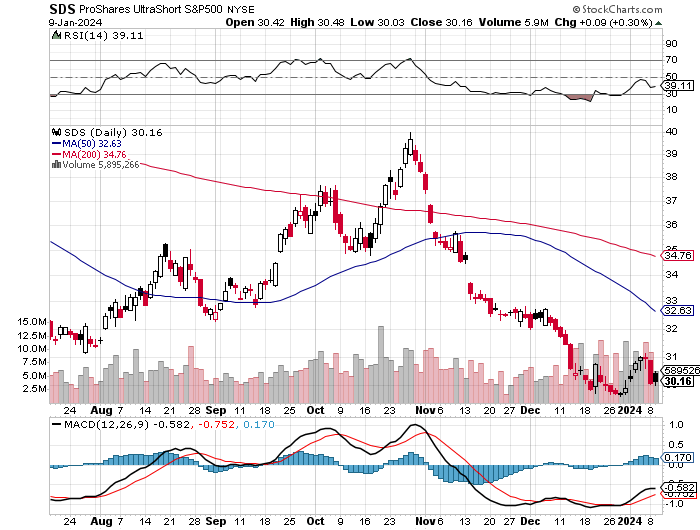 SDS ProShares UltraShort S&P500 NYSE © StockCharts.com
9-Jan-2024 Open 30.42 High 30.48 Low 30.03 Close 30.16 Volume 5.9M Chg +0.09 (+0.30%)
RSI(14) 39.11
90
70
50
39.11
30
10
SDS (Daily) 30.16
MA(50) 32.63
MA(200) 34.76
Volume 5,895,266
40
39
38
37
36
35
34.76
34
33
32.63
32
31
5895266
30.16
15.0M
12.5M
10.0M
7.5M
5.0M
2.5M
24 Aug 7 14 21 28 Sep 11 18 25 Oct 9 16 23 Nov 6 13 20 27 Dec 11 18 26 2024 8
MACD(12,26,9) -0.582, -0.752, 0.170
1.0
0.5
0.170
-0.582
-0.752
-1.0
24 Aug 7 14 21 28 Sep 11 18 25 Oct 9 16 23 Nov 6 13 20 27 Dec 11 18 26 2024 8